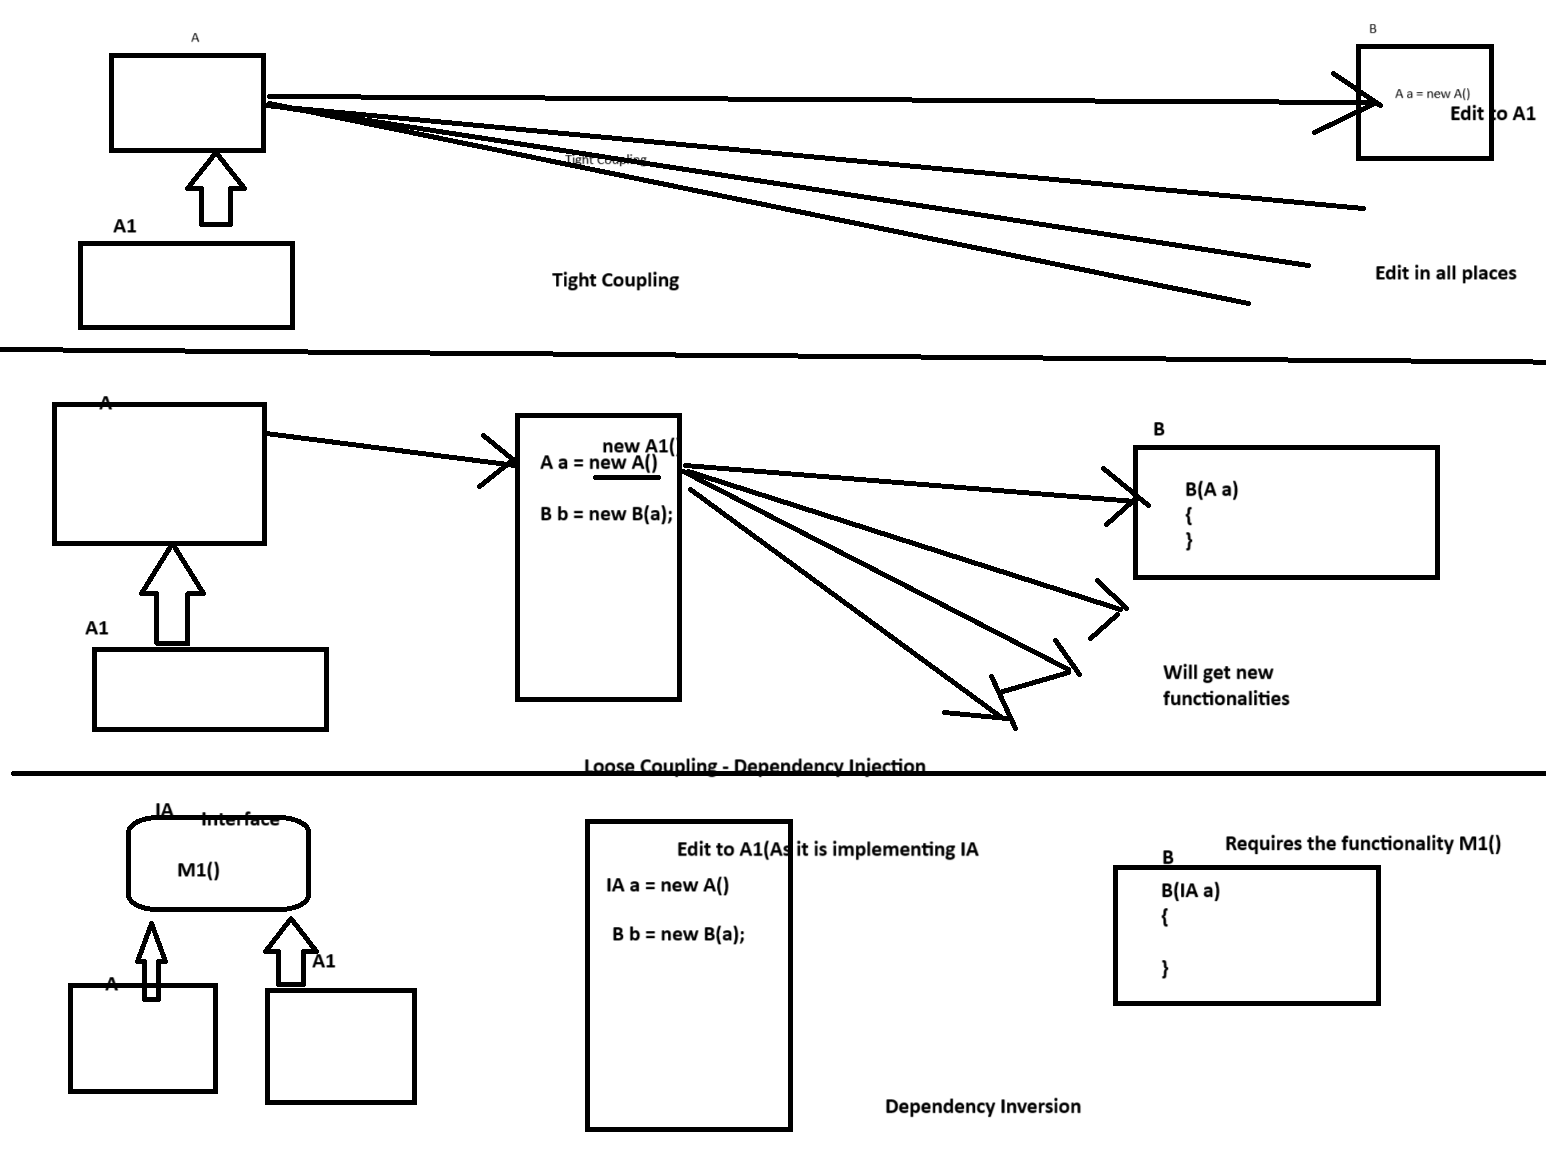 A
B
A a = new A()
Edit to A1
Tight Coupling
A1
Tight Coupling
Edit in all places
A
new A1()
A a = new A()
B b = new B(a);
B
B(A a)
{
}
A1
Will get new
functionalities
Loose Coupling - Dependency Injection
IA
Interface
M1()
A
A1
Edit to A1(As it is implementing IA
IA a = new A()
B b = new B(a);
Requires the functionality M1()
B
B(IA a)
{
}
Dependency Inversion